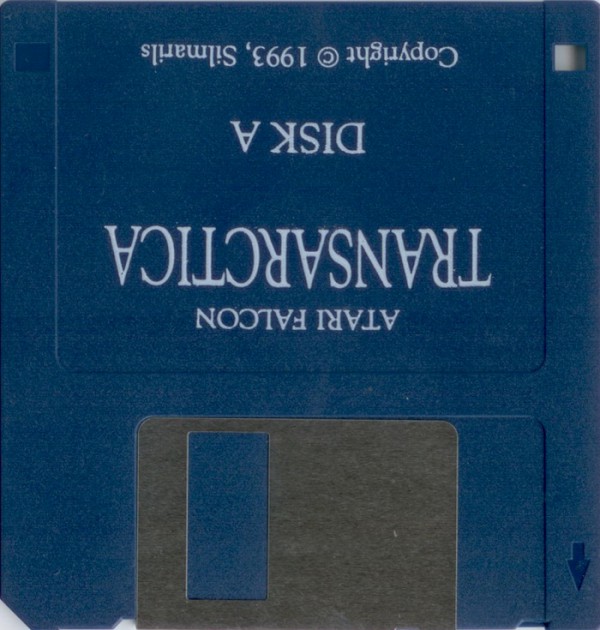 ATARI FALCON
TRANSARCTICA
DISK A
Copyright © 1993, Silmarils